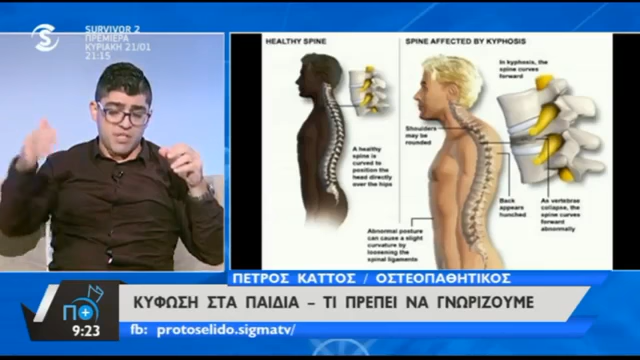 SURVIVOR 2
ΠΡΕΜΙΕΡΑ
ΚΥΡΙΑΚΗ 21/01
21:15
HEALTHY SPINE
A healthy
spine is
curved to
position
the head
directly
over the hips
SPINE AFFECTED BY KYPHOSIS
In kyphosis, the
spine curves
forward
Shoulders
may be
rounded
Back
appears
hunched
As vertebrae
collapse, the
spine curves
forward
abnormally
Abnormal posture
can cause a slight
curvature by
loosening the
spinal ligaments
ΠΕΤΡΟΣ ΚΑΤΤΟΣ / ΟΣΤΕΟΠΑΘΗΤΙΚΟΣ
ΚΥΦΩΣΗ ΣΤΑ ΠΑΙΔΙΑ – ΤΙ ΠΡΕΠΕΙ ΝΑ ΓΝΩΡΙΖΟΥΜΕ
9:23
fb: protoselido.sigmatv/